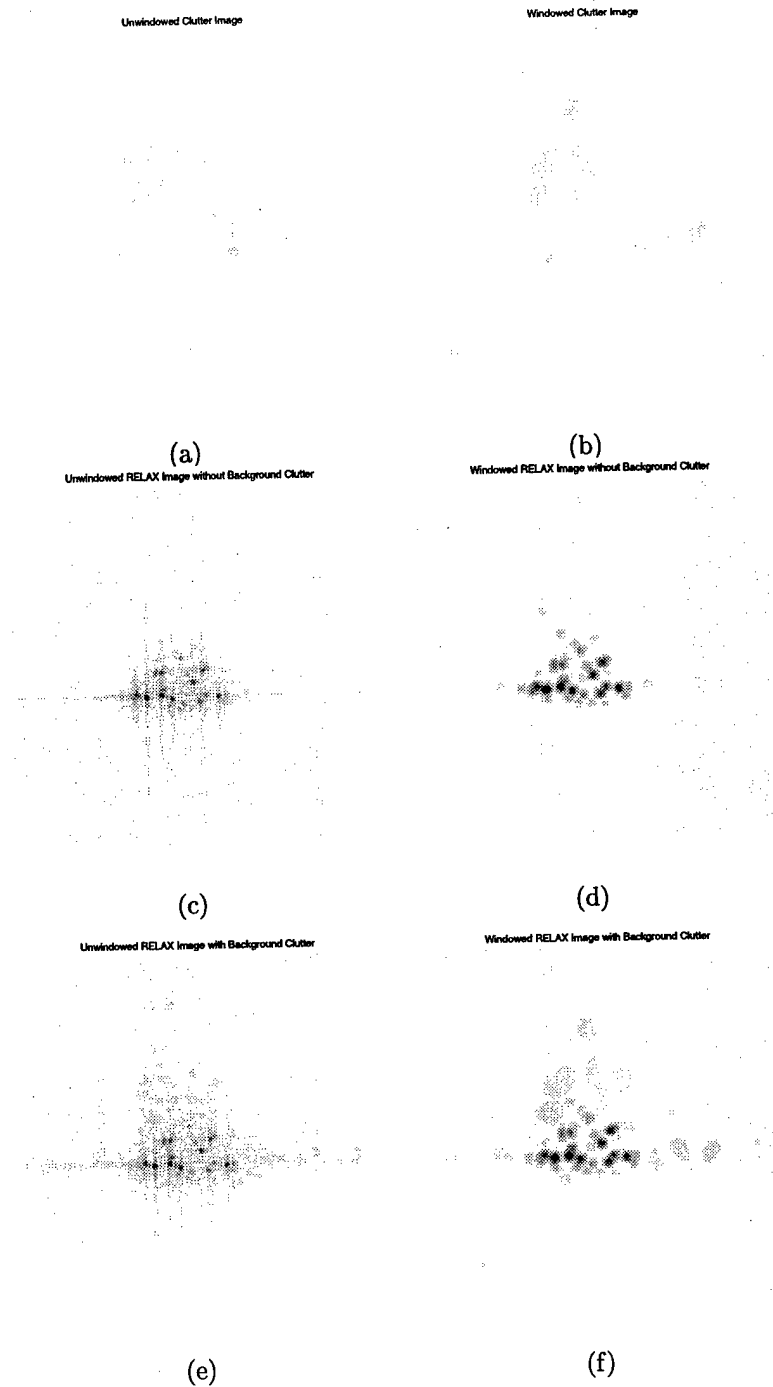 Unwindowed Clutter Image
Windowed Clutter Image
(a)
(b)
Unwindowed RELAX Image without Background Clutter
Windowed RELAX Image without Background Clutter
(c)
(d)
Unwindowed RELAX Image with Background Clutter
Windowed RELAX Image with Background Clutter
(e)
(f)